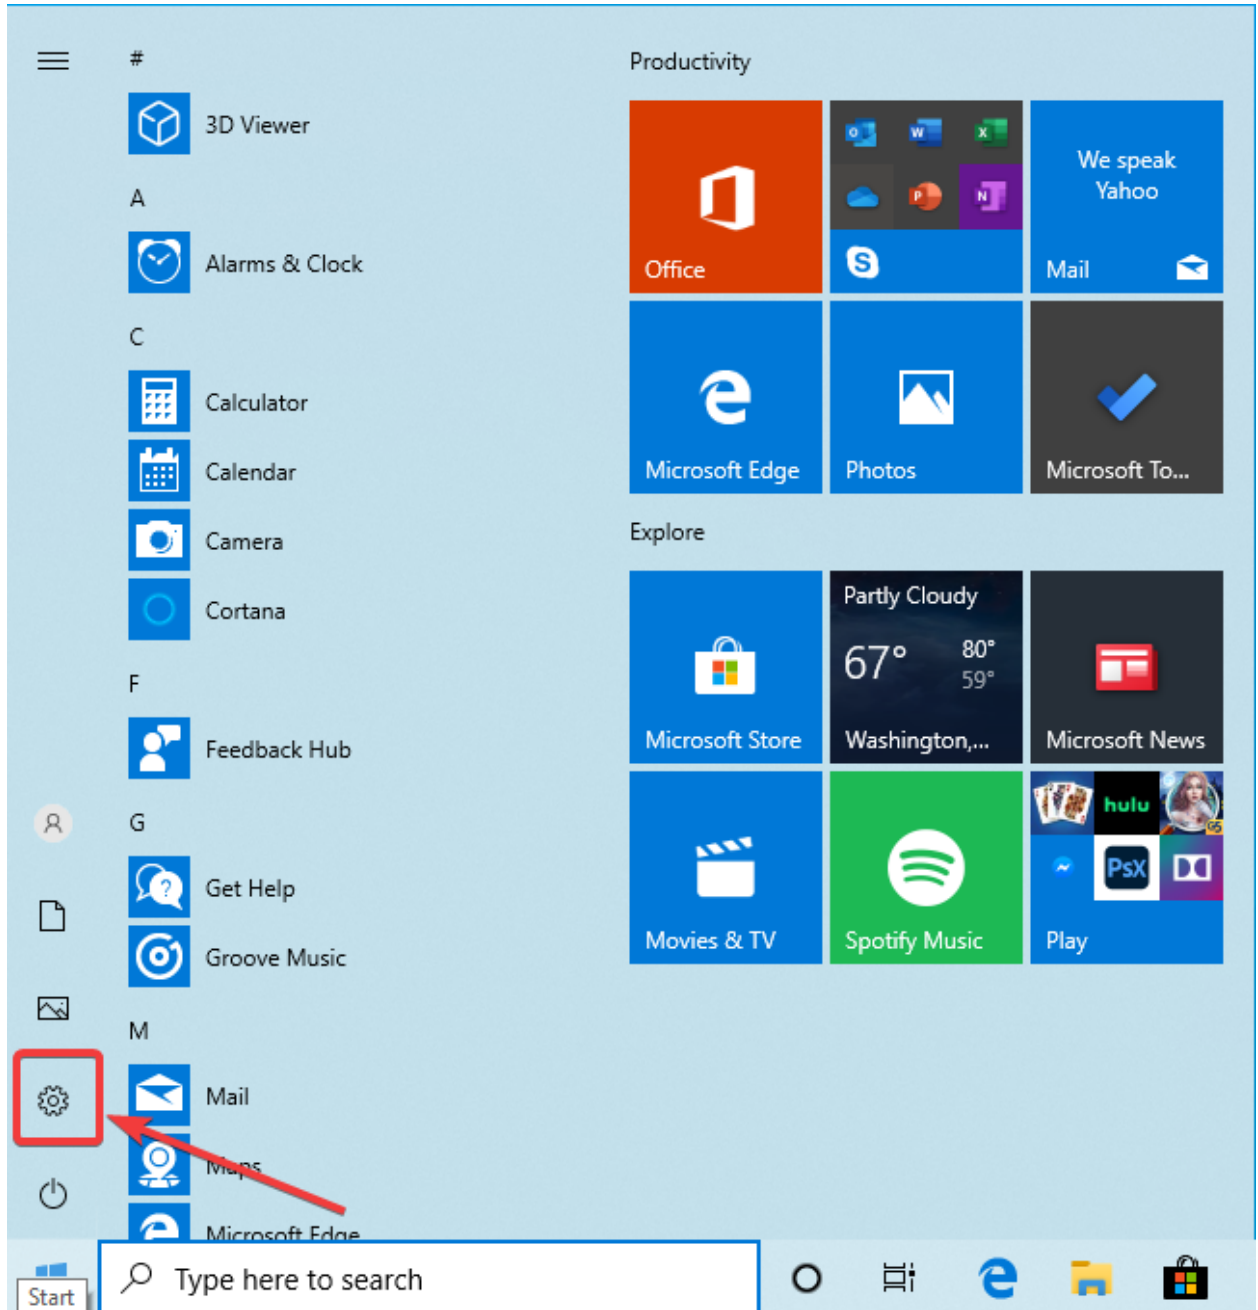 #
3D Viewer
A
Alarms & Clock
C
Calculator
Calendar
Camera
Cortana
F
Feedback Hub
G
Get Help
Groove Music
M
Mail
Maps
Microsoft Edge
Productivity
Office
We speak
Yahoo
Mail
Microsoft Edge
Photos
Microsoft To...
Explore
Microsoft Store
Partly Cloudy
67° 80°
59°
Washington,...
Microsoft News
Movies & TV
Spotify Music
hulu
G5
PsX
Play
Start
Type here to search